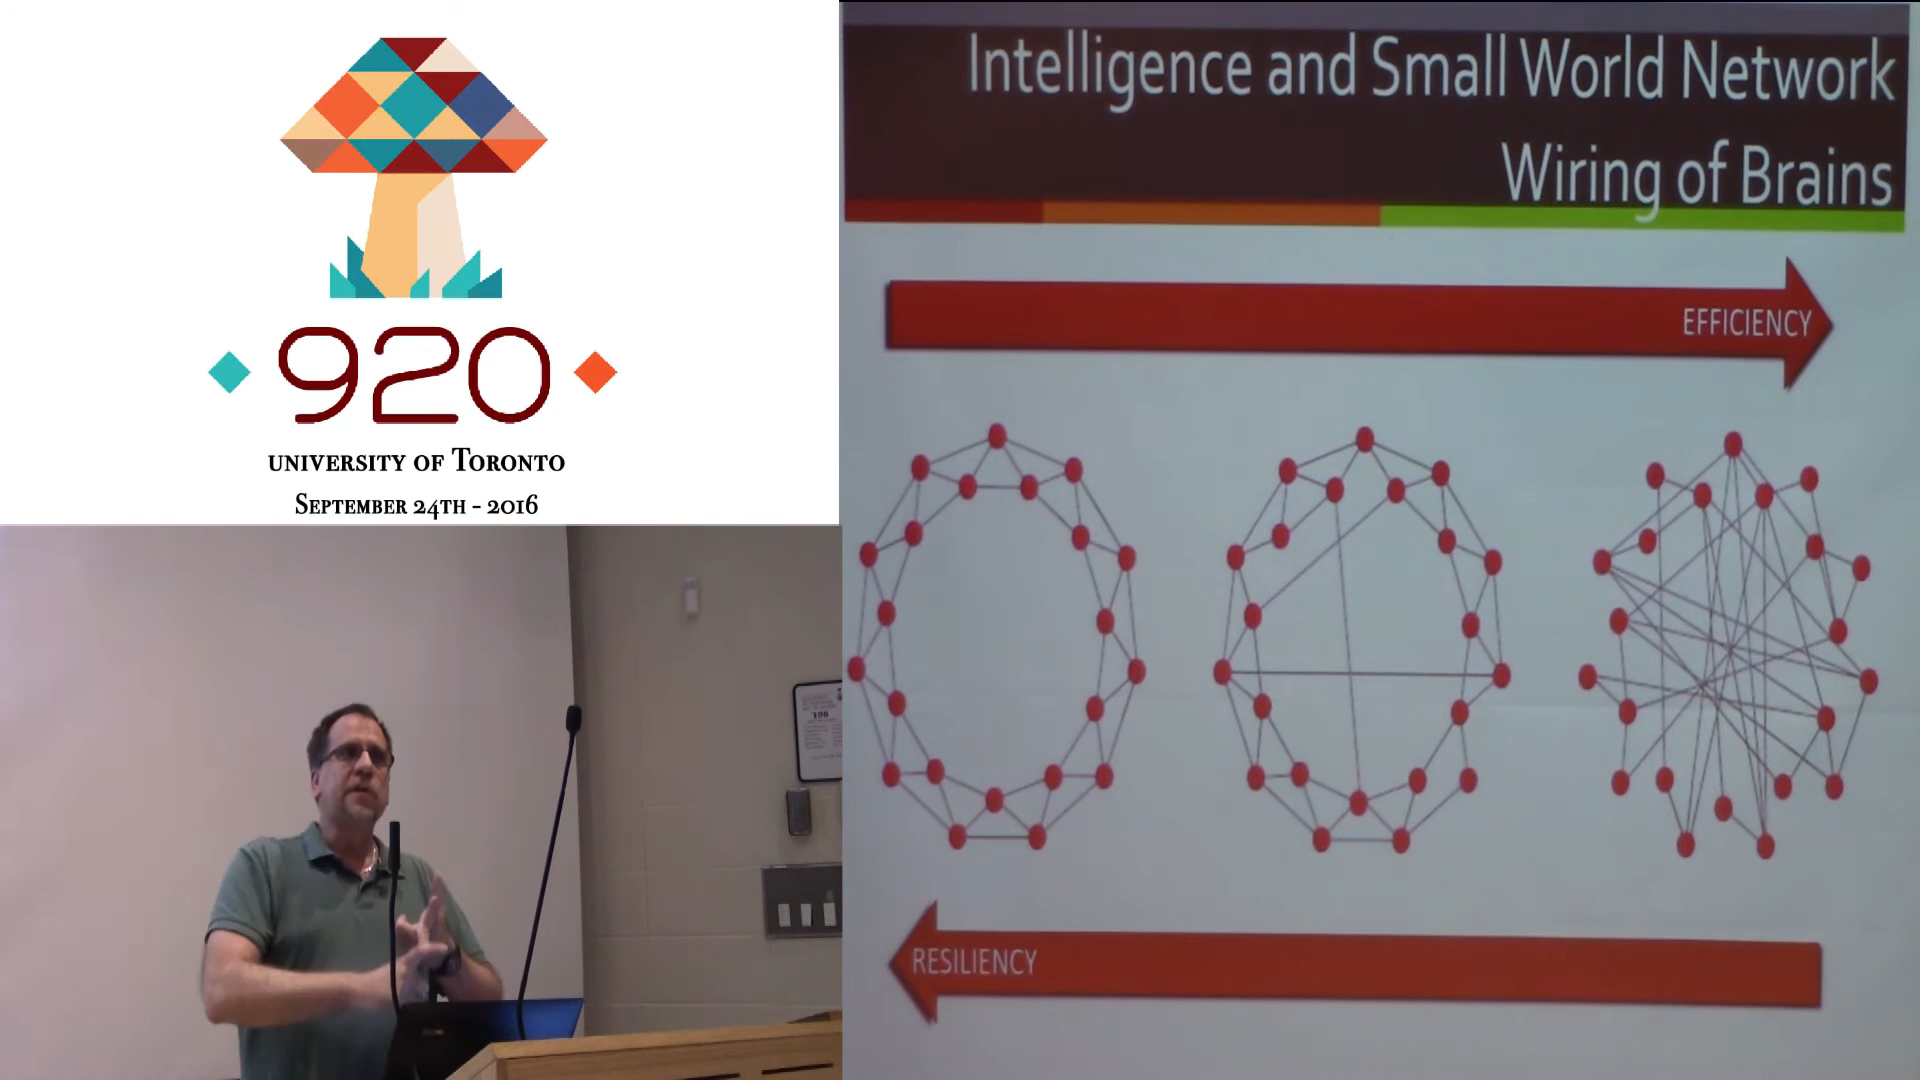 920
UNIVERSITY OF TORONTO
SEPTEMBER 24TH - 2016
Intelligence and Small World Network
Wiring of Brains
EFFICIENCY
RESILIENCY